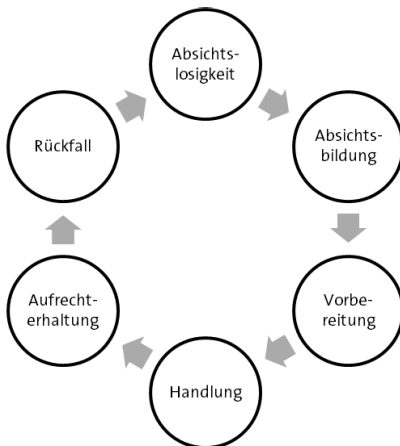 Absichts-
losigkeit
Absichts-
bildung
Vorbe-
reitung
Handlung
Aufrecht-
erhaltung
Rückfall